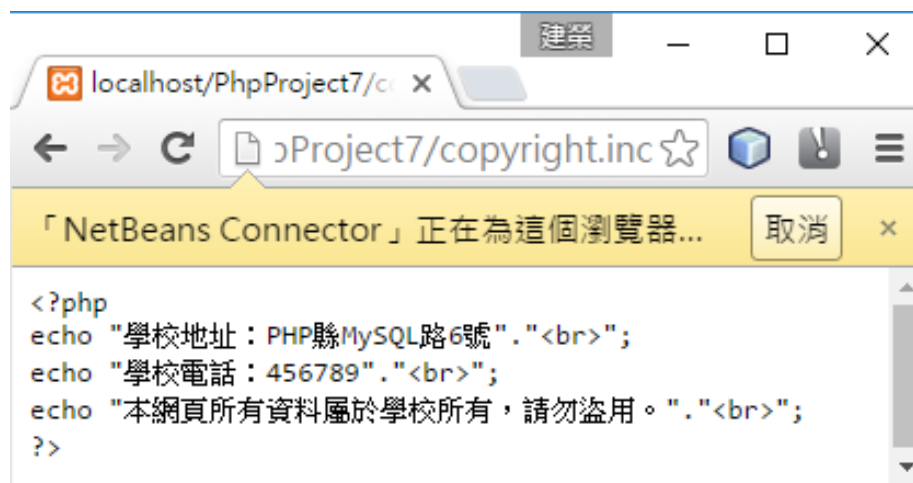 建榮
localhost/PhpProject7/c
pProject7/copyright.inc
「NetBeans Connector」正在為這個瀏覽器... 取消
<?php
echo "學校地址：PHP縣MySQL路6號"."<br>";
echo "學校電話：456789"."<br>";
echo "本網頁所有資料屬於學校所有，請勿盜用。"."<br>";
?>